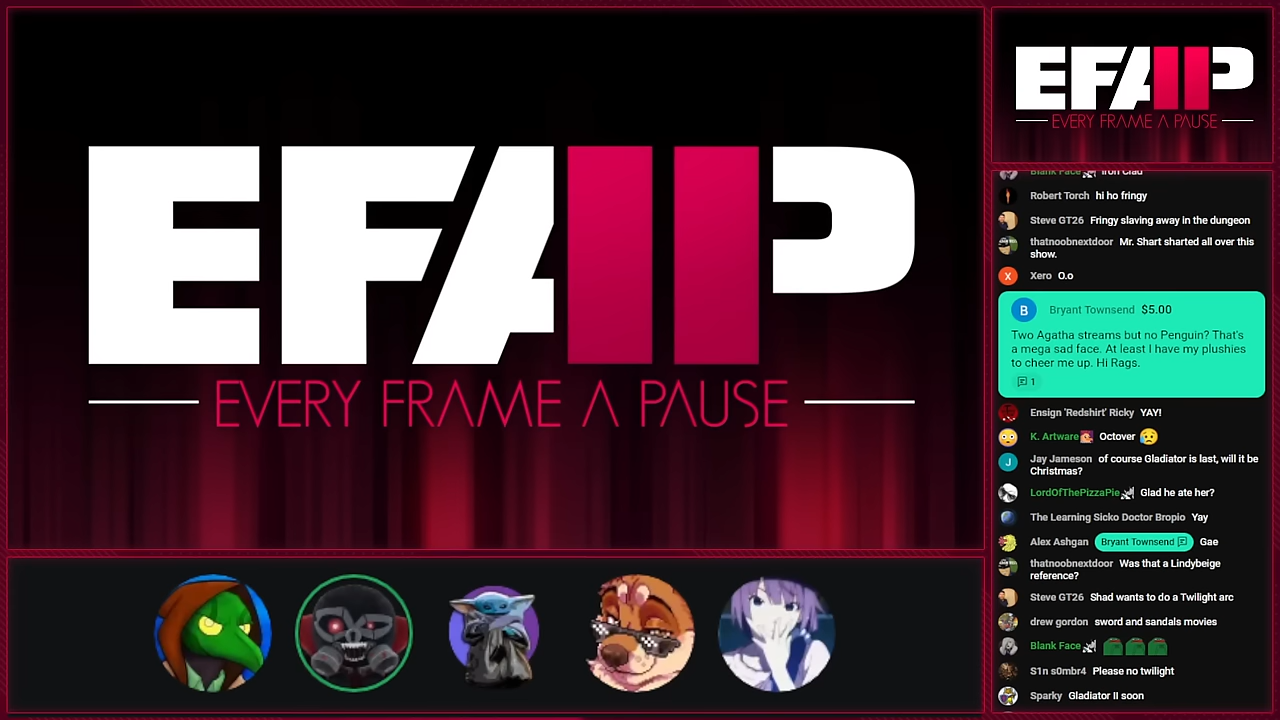 EFAP
EVERY FRAME A PAUSE
EFAP
EVERY FRAME A PAUSE
Blank Face Iron Clad
Robert Torch hi ho fringy
Steve GT26 Fringy slaving away in the dungeon
thatnoobnextdoor Mr. Shart sharted all over this
show.
X Xero O.o
B Bryant Townsend $5.00
Two Agatha streams but no Penguin? That's
a mega sad face. At least I have my plushies
to cheer me up. Hi Rags.
1
Ensign 'Redshirt' Ricky YAY!
K. Artware Octover
J Jay Jameson of course Gladiator is last, will it be
Christmas?
LordOfThePizzaPie Glad he ate her?
The Learning Sicko Doctor Bropio Yay
Alex Ashgan Bryant Townsend Gae
thatnoobnextdoor Was that a Lindybeige
reference?
Steve GT26 Shad wants to do a Twilight arc
drew gordon sword and sandals movies
Blank Face
S1n s0mbr4 Please no twilight
Sparky Gladiator II soon